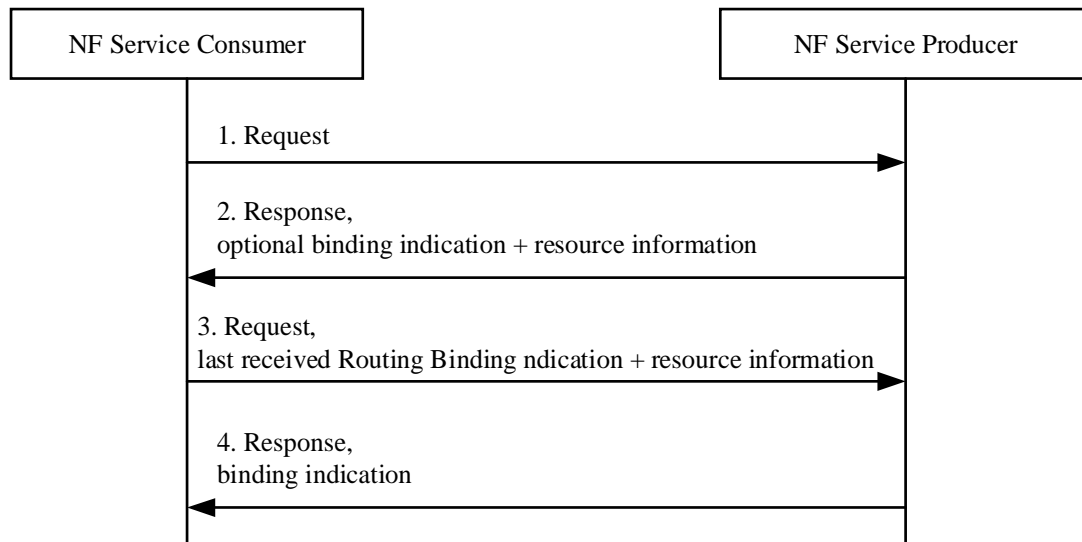 NF Service Consumer
NF Service Producer
1. Request
2. Response,
optional binding indication + resource information
3. Request,
last received Routing Binding ndication + resource information
4. Response,
binding indication